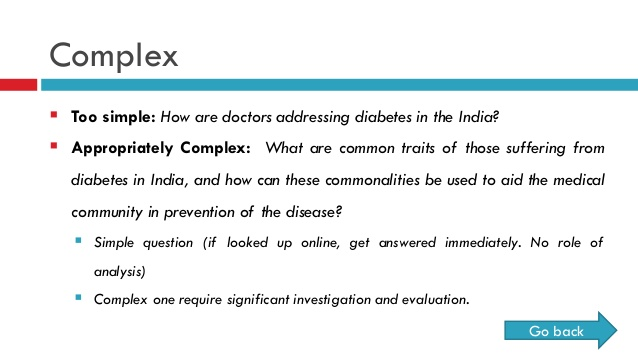 Complex
Too simple: How are doctors addressing diabetes in the India?
Appropriately Complex: What are common traits of those suffering from
diabetes in India, and how can these commonalities be used to aid the medical
community in prevention of the disease?
Simple question (if looked up online, get answered immediately. No role of
analysis)
Complex one require significant investigation and evaluation.
Go back